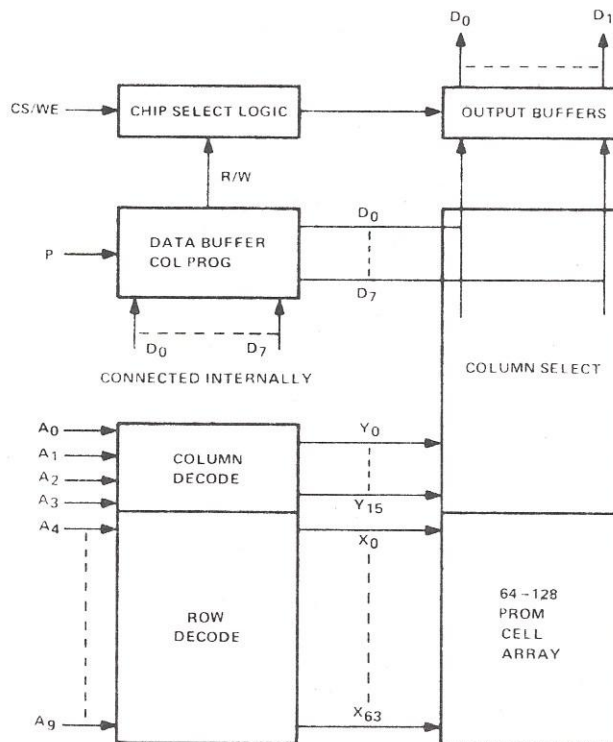 D0 D1
CS/WE CHIP SELECT LOGIC OUTPUT BUFFERS
R/W
P DATA BUFFER
COL PROG
D0
D7
D0 D7
CONNECTED INTERNALLY
COLUMN SELECT
A0
A1
A2
A3
COLUMN
DECODE
Y0
Y15
A4
A9
ROW
DECODE
X0
X63
64-128
PROM
CELL
ARRAY